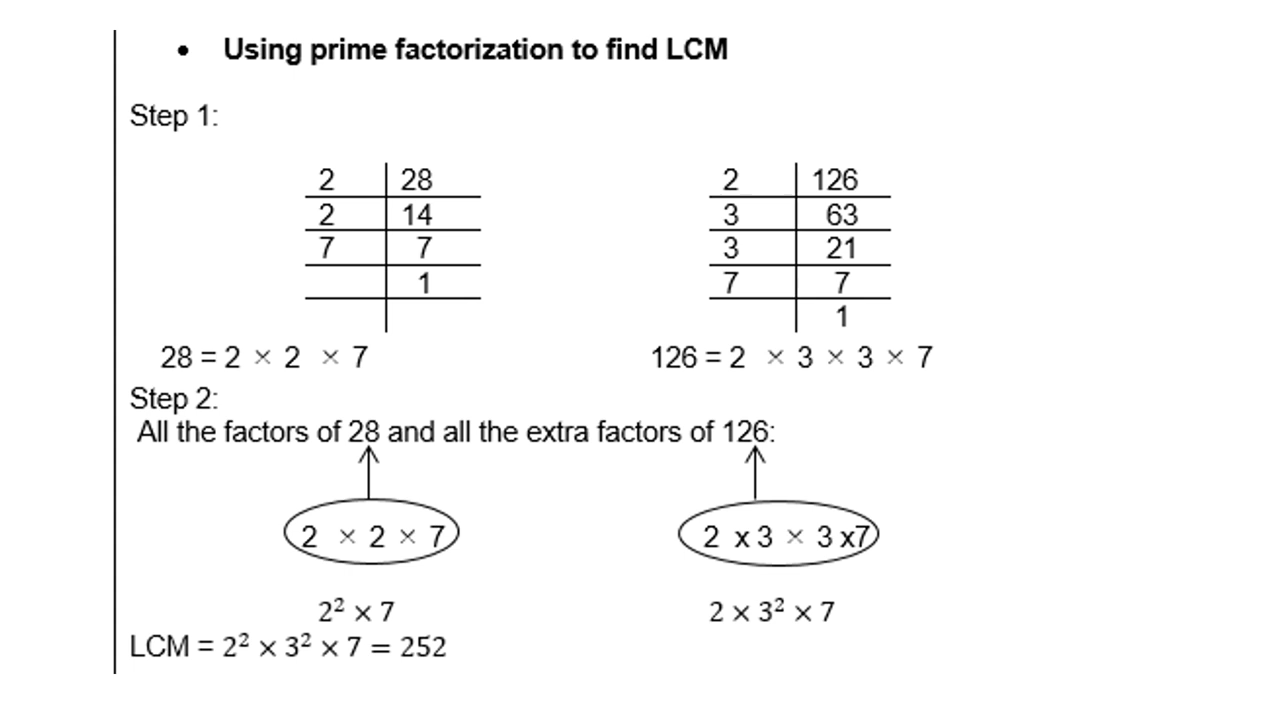 • Using prime factorization to find LCM
Step 1:
2 28
2 14
7 7
1
2 126
3 63
3 21
7 7
1
28 = 2 × 2 × 7
126 = 2 × 3 × 3 × 7
Step 2:
All the factors of 28 and all the extra factors of 126:
2 × 2 × 7
2 x 3 × 3 x7
2² × 7
2 × 3² × 7
LCM = 2² × 3² × 7 = 252